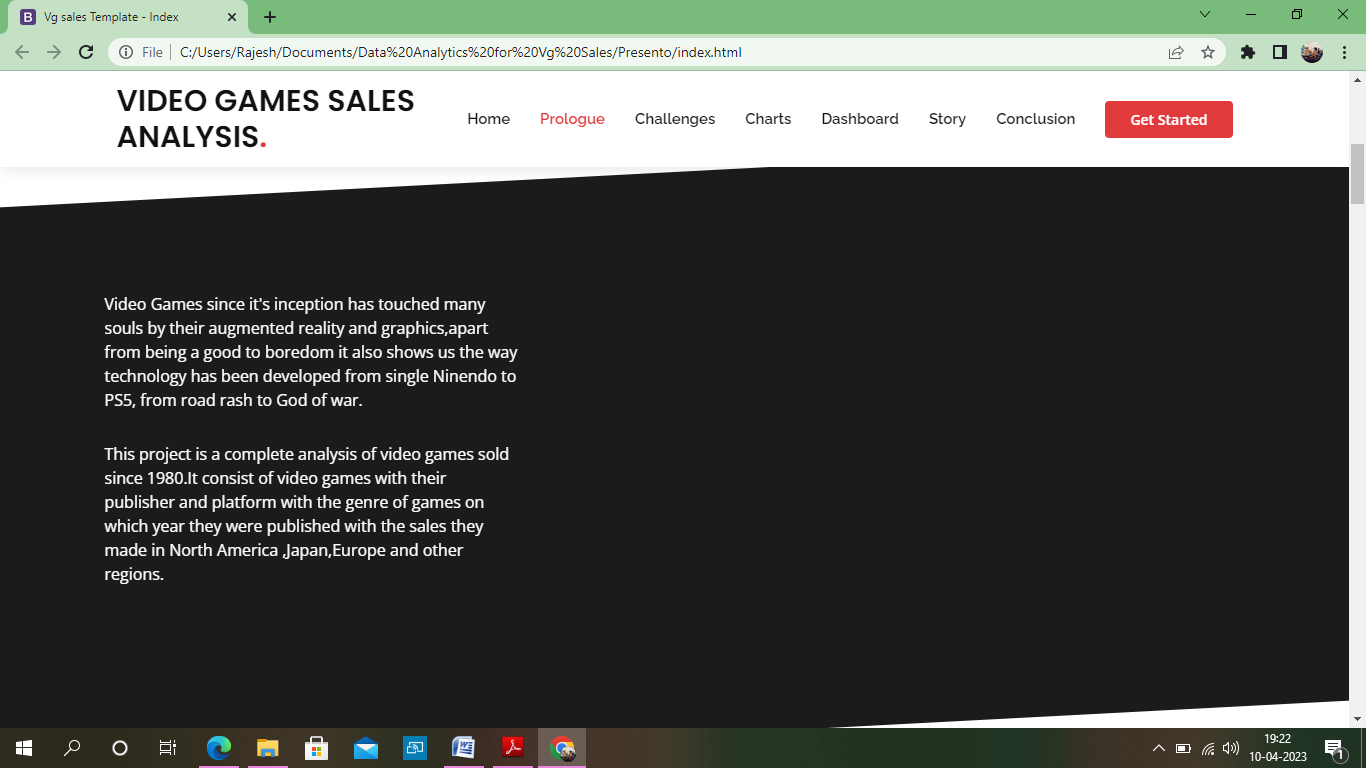 Vg sales Template - Index
File
C:/Users/Rajesh/Documents/Data%20Analytics%20for%20Vg%20Sales/Presento/index.html
VIDEO GAMES SALES
ANALYSIS.
Home Prologue Challenges Charts Dashboard Story Conclusion Get Started
Video Games since it's inception has touched many
souls by their augmented reality and graphics,apart
from being a good to boredom it also shows us the way
technology has been developed from single Ninendo to
PS5, from road rash to God of war.
This project is a complete analysis of video games sold
since 1980.It consist of video games with their
publisher and platform with the genre of games on
which year they were published with the sales they
made in North America ,Japan,Europe and other
regions.
19:22
10-04-2023
1